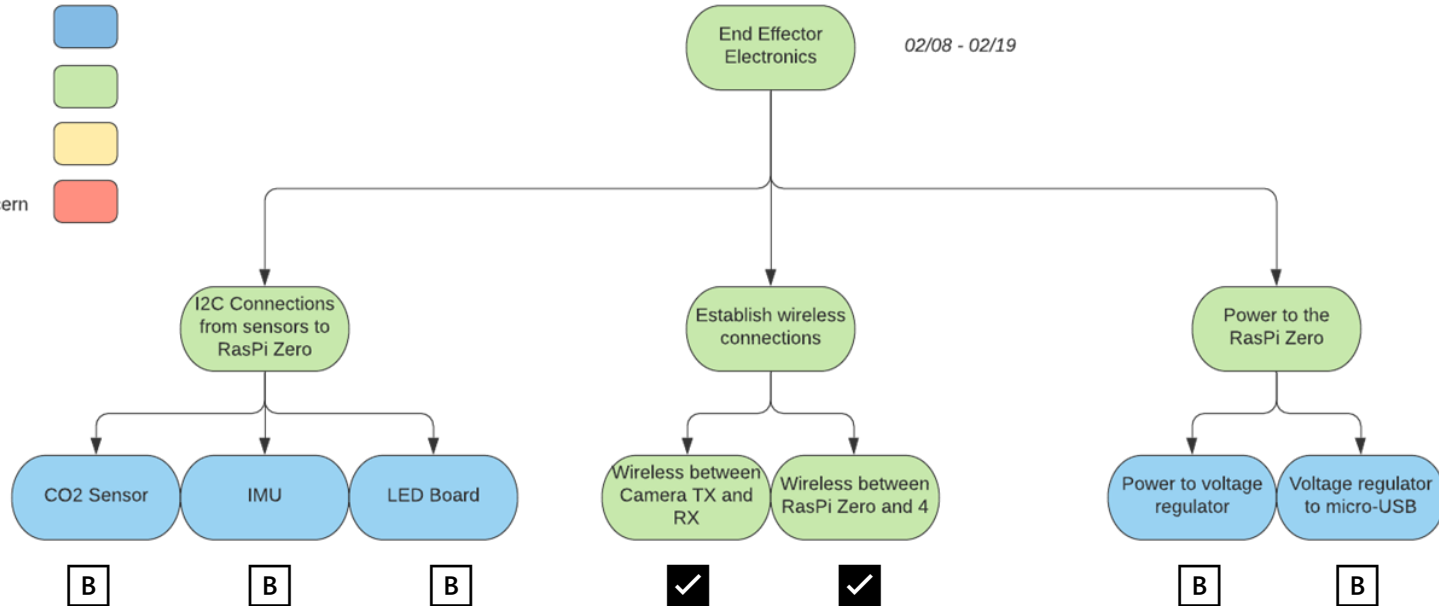 End Effector
Electronics
02/08 - 02/19
I2C Connections
from sensors to
RasPi Zero
Establish wireless
connections
Power to the
RasPi Zero
CO2 Sensor
IMU
LED Board
Wireless between
Camera TX and
RX
Wireless between
RasPi Zero and 4
Power to voltage
regulator
Voltage regulator
to micro-USB
B
B
B
B
B